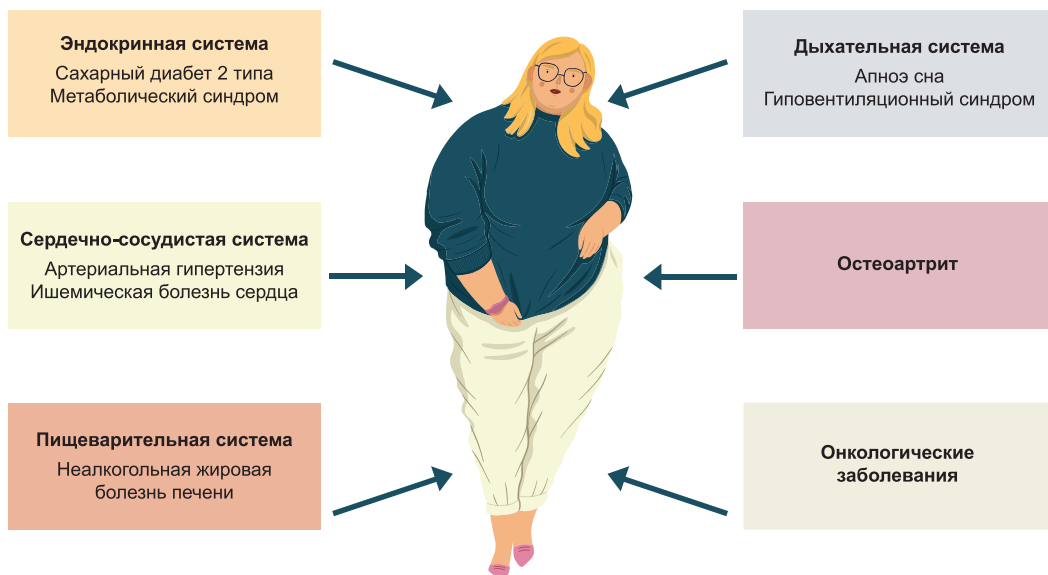 Эндокринная система
Сахарный диабет 2 типа
Метаболический синдром
Дыхательная система
Апноэ сна
Гиповентиляционный синдром
Сердечно-сосудистая система
Артериальная гипертензия
Ишемическая болезнь сердца
Остеоартрит
Пищеварительная система
Неалкогольная жировая
болезнь печени
Онкологические
заболевания